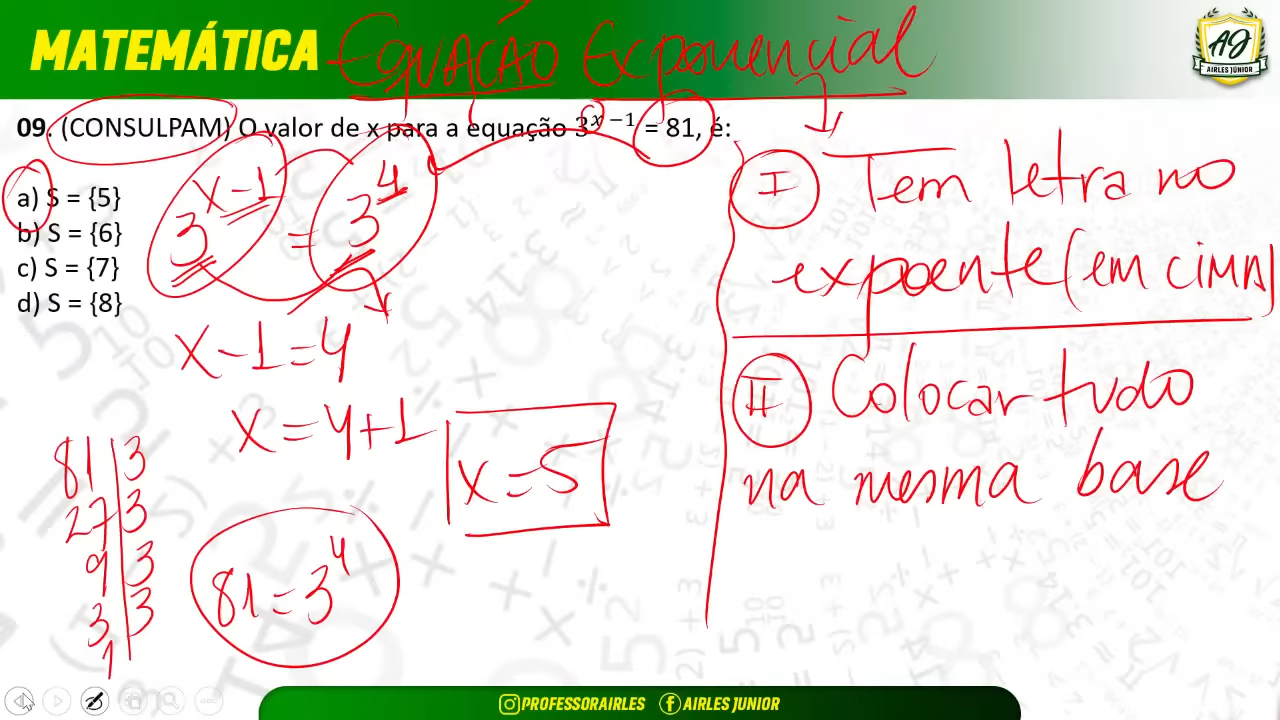 MATEMÁTICA EQUAÇÃO Exponencial
AJ
AIRLES JÚNIOR
09. (CONSULPAM) O valor de x para a equação 3^{x-1} = 81, é:
a) S = {5}
b) S = {6}
c) S = {7}
d) S = {8}
3^{x-1} = 3^4
x-1=4
x=4+1
x=5
81 | 3
27 | 3
9 | 3
3 | 3
1
81=3^4
I Tem letra no
expoente (em cima)
II Colocar tudo
na mesma base
PROFESSORAIRLES AIRLES JUNIOR